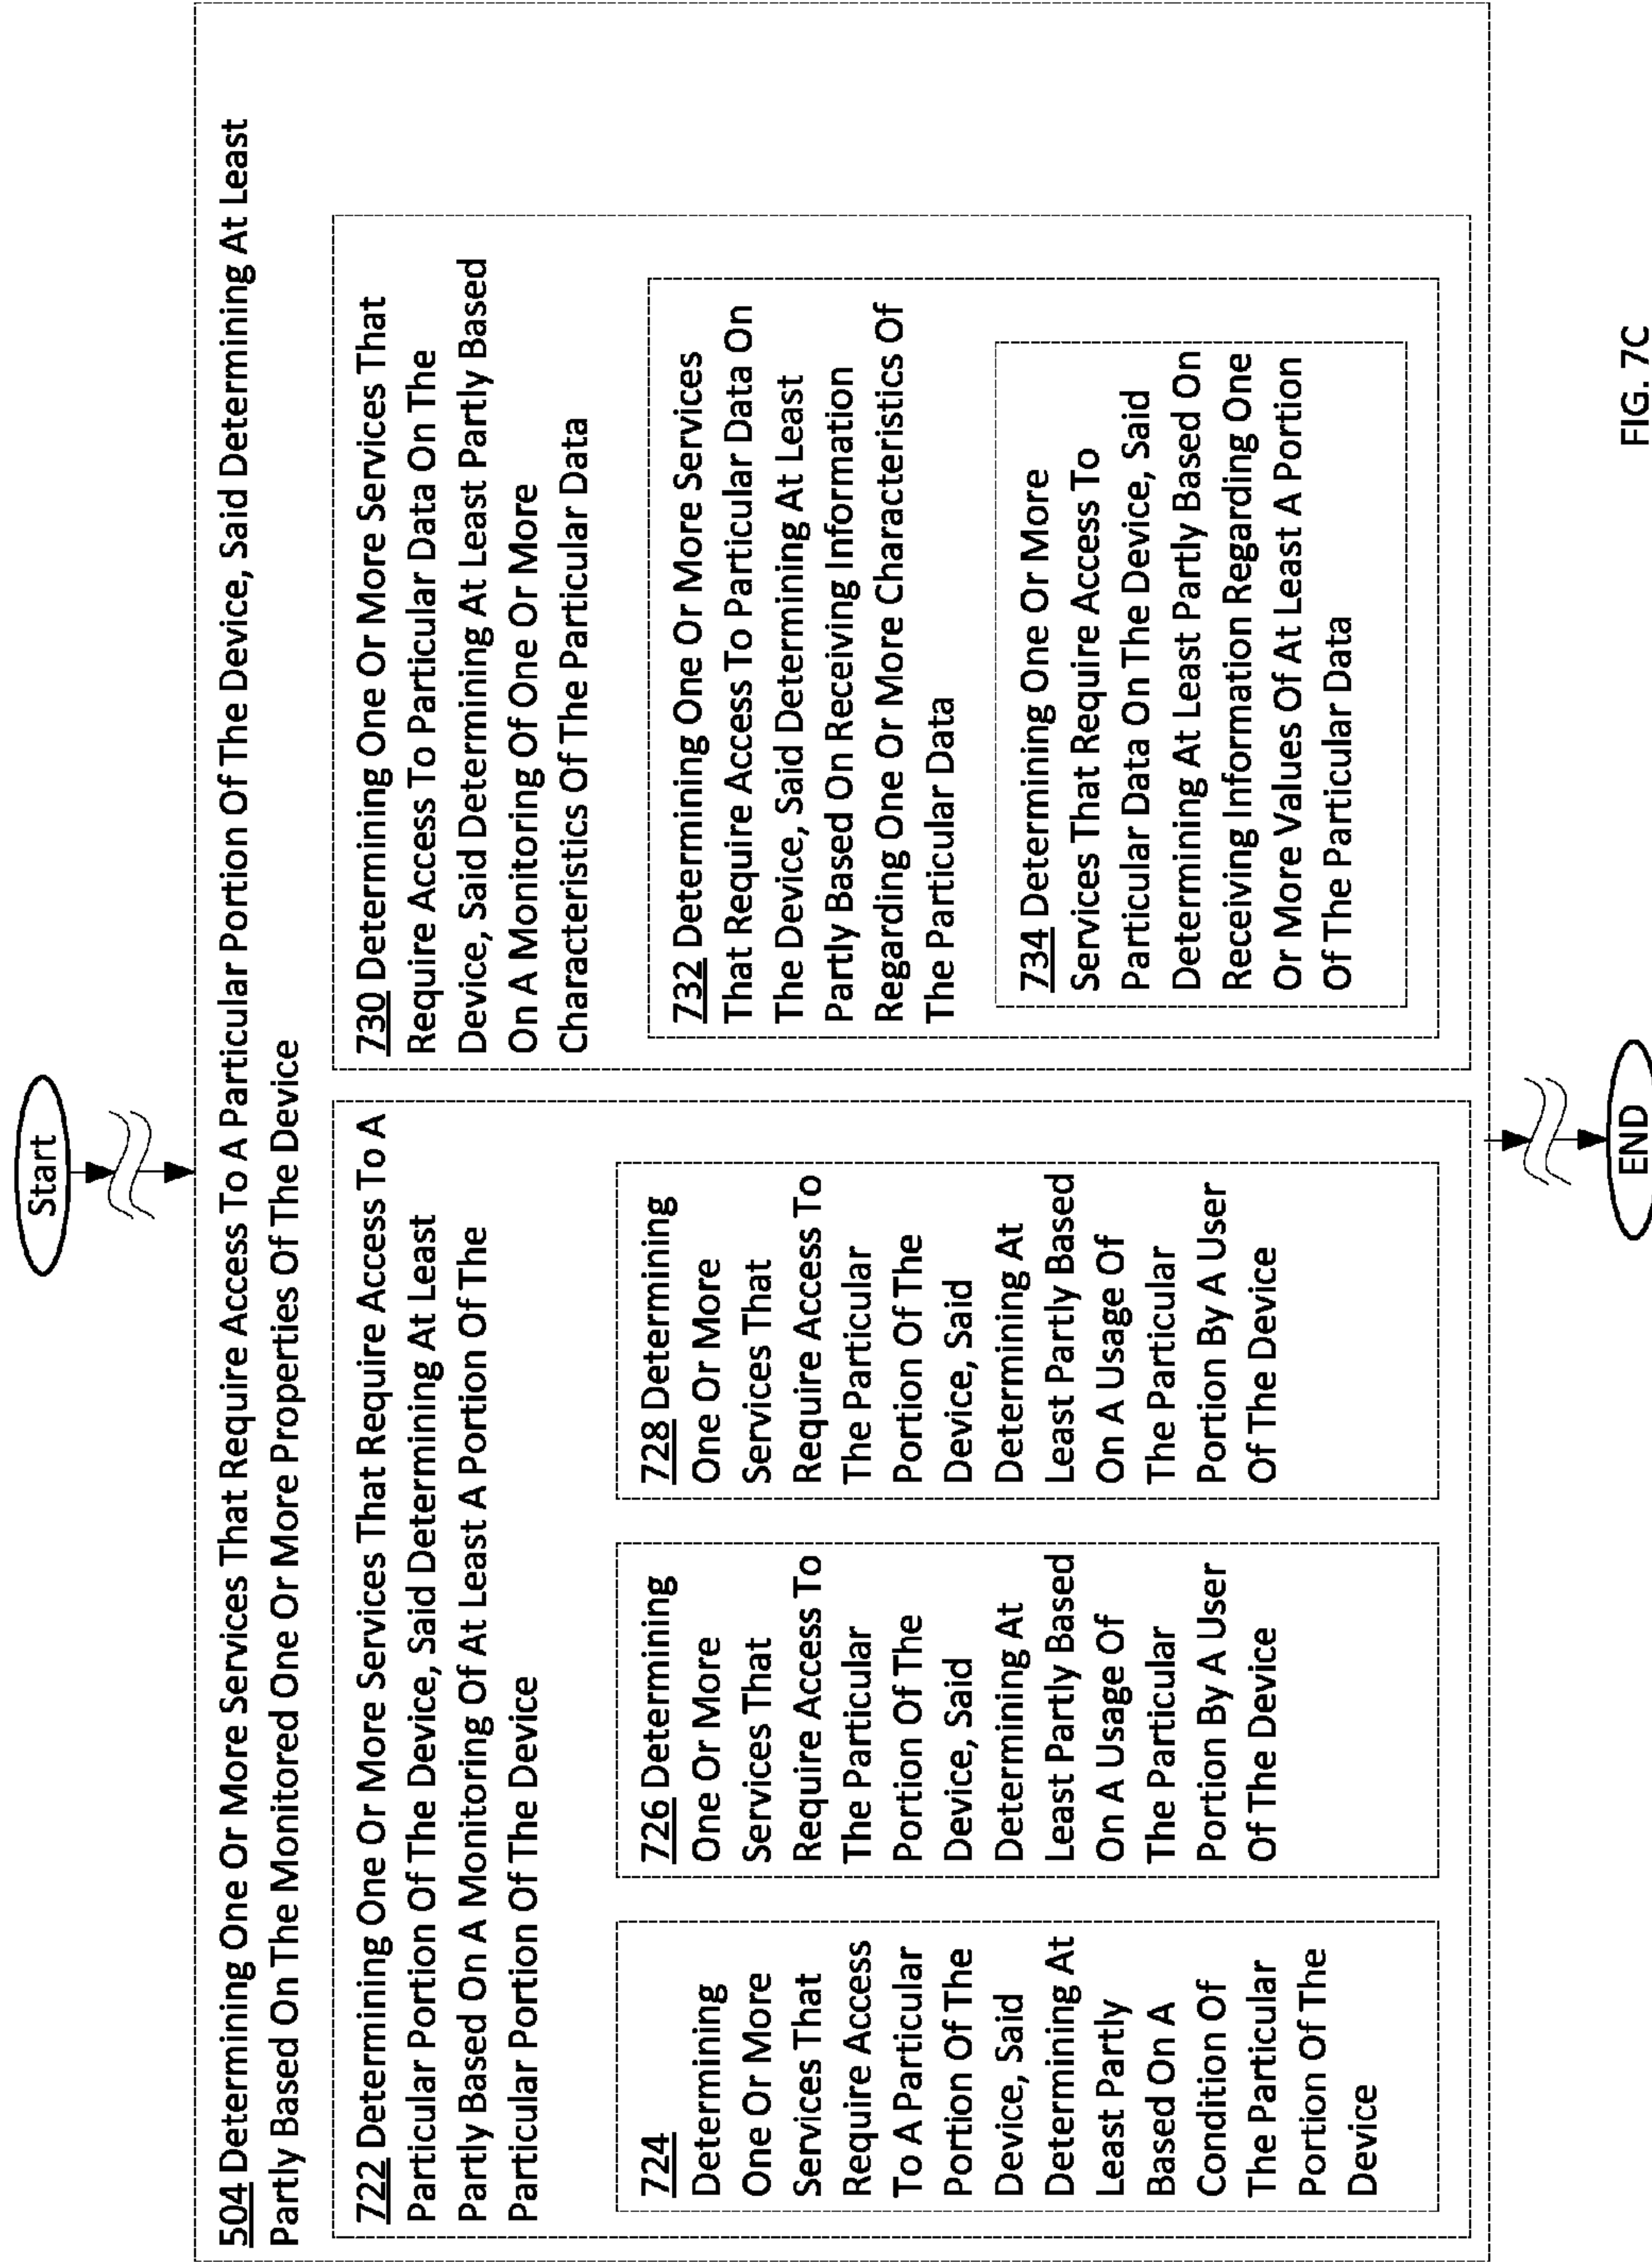 Start
504 Determining One Or More Services That Require Access To A Particular Portion Of The Device, Said Determining At Least
Partly Based On The Monitored One Or More Properties Of The Device
722 Determining One Or More Services That Require Access To A
Particular Portion Of The Device, Said Determining At Least
Partly Based On A Monitoring Of At Least A Portion Of The
Particular Portion Of The Device
724
Determining
One Or More
Services That
Require Access
To A Particular
Portion Of The
Device, Said
Determining At
Least Partly
Based On A
Condition Of
The Particular
Portion Of The
Device
726 Determining
One Or More
Services That
Require Access To
The Particular
Portion Of The
Device, Said
Determining At
Least Partly Based
On A Usage Of
The Particular
Portion By A User
Of The Device
728 Determining
One Or More
Services That
Require Access To
The Particular
Portion Of The
Device, Said
Determining At
Least Partly Based
On A Usage Of
The Particular
Portion By A User
Of The Device
730 Determining One Or More Services That
Require Access To Particular Data On The
Device, Said Determining At Least Partly Based
On A Monitoring Of One Or More
Characteristics Of The Particular Data
732 Determining One Or More Services
That Require Access To Particular Data On
The Device, Said Determining At Least
Partly Based On Receiving Information
Regarding One Or More Characteristics Of
The Particular Data
734 Determining One Or More
Services That Require Access To
Particular Data On The Device, Said
Determining At Least Partly Based On
Receiving Information Regarding One
Or More Values Of At Least A Portion
Of The Particular Data
END
FIG. 7C